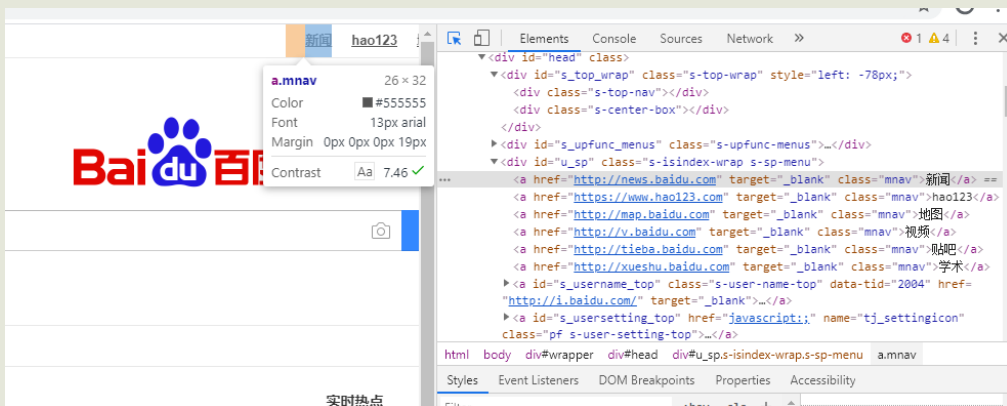 新闻 hao123
a.mnav 26 × 32
Color #555555
Font 13px arial
Margin 0px 0px 0px 19px
Contrast Aa 7.46
Bai du 百度
实时热点
Elements Console Sources Network » 1 4
▼<div id="head" class>
▼<div id="s_top_wrap" class="s-top-wrap" style="left: -78px;">
<div class="s-top-nav"></div>
<div class="s-center-box"></div>
</div>
▶<div id="s_upfunc_menus" class="s-upfunc-menus">…</div>
▼<div id="u_sp" class="s-isindex-wrap s-sp-menu">
<a href="http://news.baidu.com" target="_blank" class="mnav">新闻</a> ==
<a href="https://www.hao123.com" target="_blank" class="mnav">hao123</a>
<a href="http://map.baidu.com" target="_blank" class="mnav">地图</a>
<a href="http://v.baidu.com" target="_blank" class="mnav">视频</a>
<a href="http://tieba.baidu.com" target="_blank" class="mnav">贴吧</a>
<a href="http://xueshu.baidu.com" target="_blank" class="mnav">学术</a>
▶<a id="s_username_top" class="s-user-name-top" data-tid="2004" href=
"http://i.baidu.com/" target="_blank">…</a>
▶<a id="s_usersetting_top" href="javascript:;" name="tj_settingicon"
class="pf s-user-setting-top">…</a>
html body div#wrapper div#head div#u_sp.s-isindex-wrap.s-sp-menu a.mnav
Styles Event Listeners DOM Breakpoints Properties Accessibility